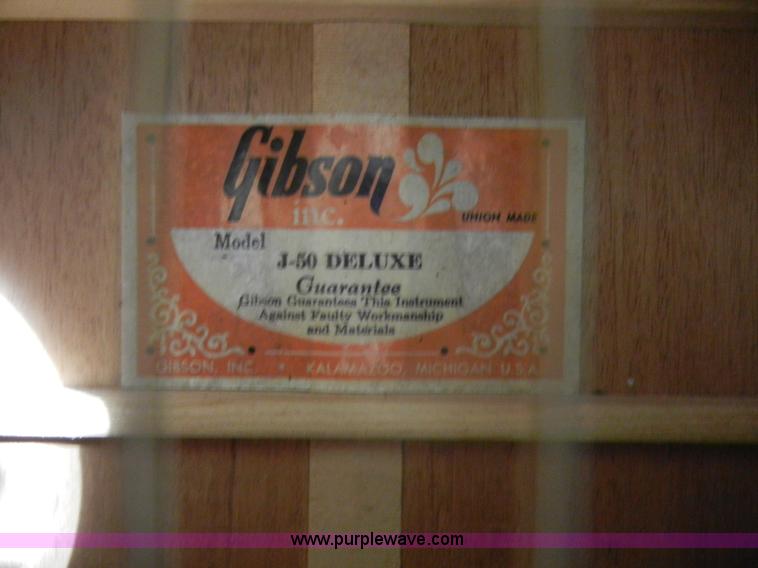 Gibson
inc.
UNION MADE
Model
J-50 DELUXE
Guarantee
Gibson Guarantees This Instrument
Against Faulty Workmanship
and Materials
GIBSON, INC. • KALAMAZOO, MICHIGAN U.S.A.
www.purplewave.com